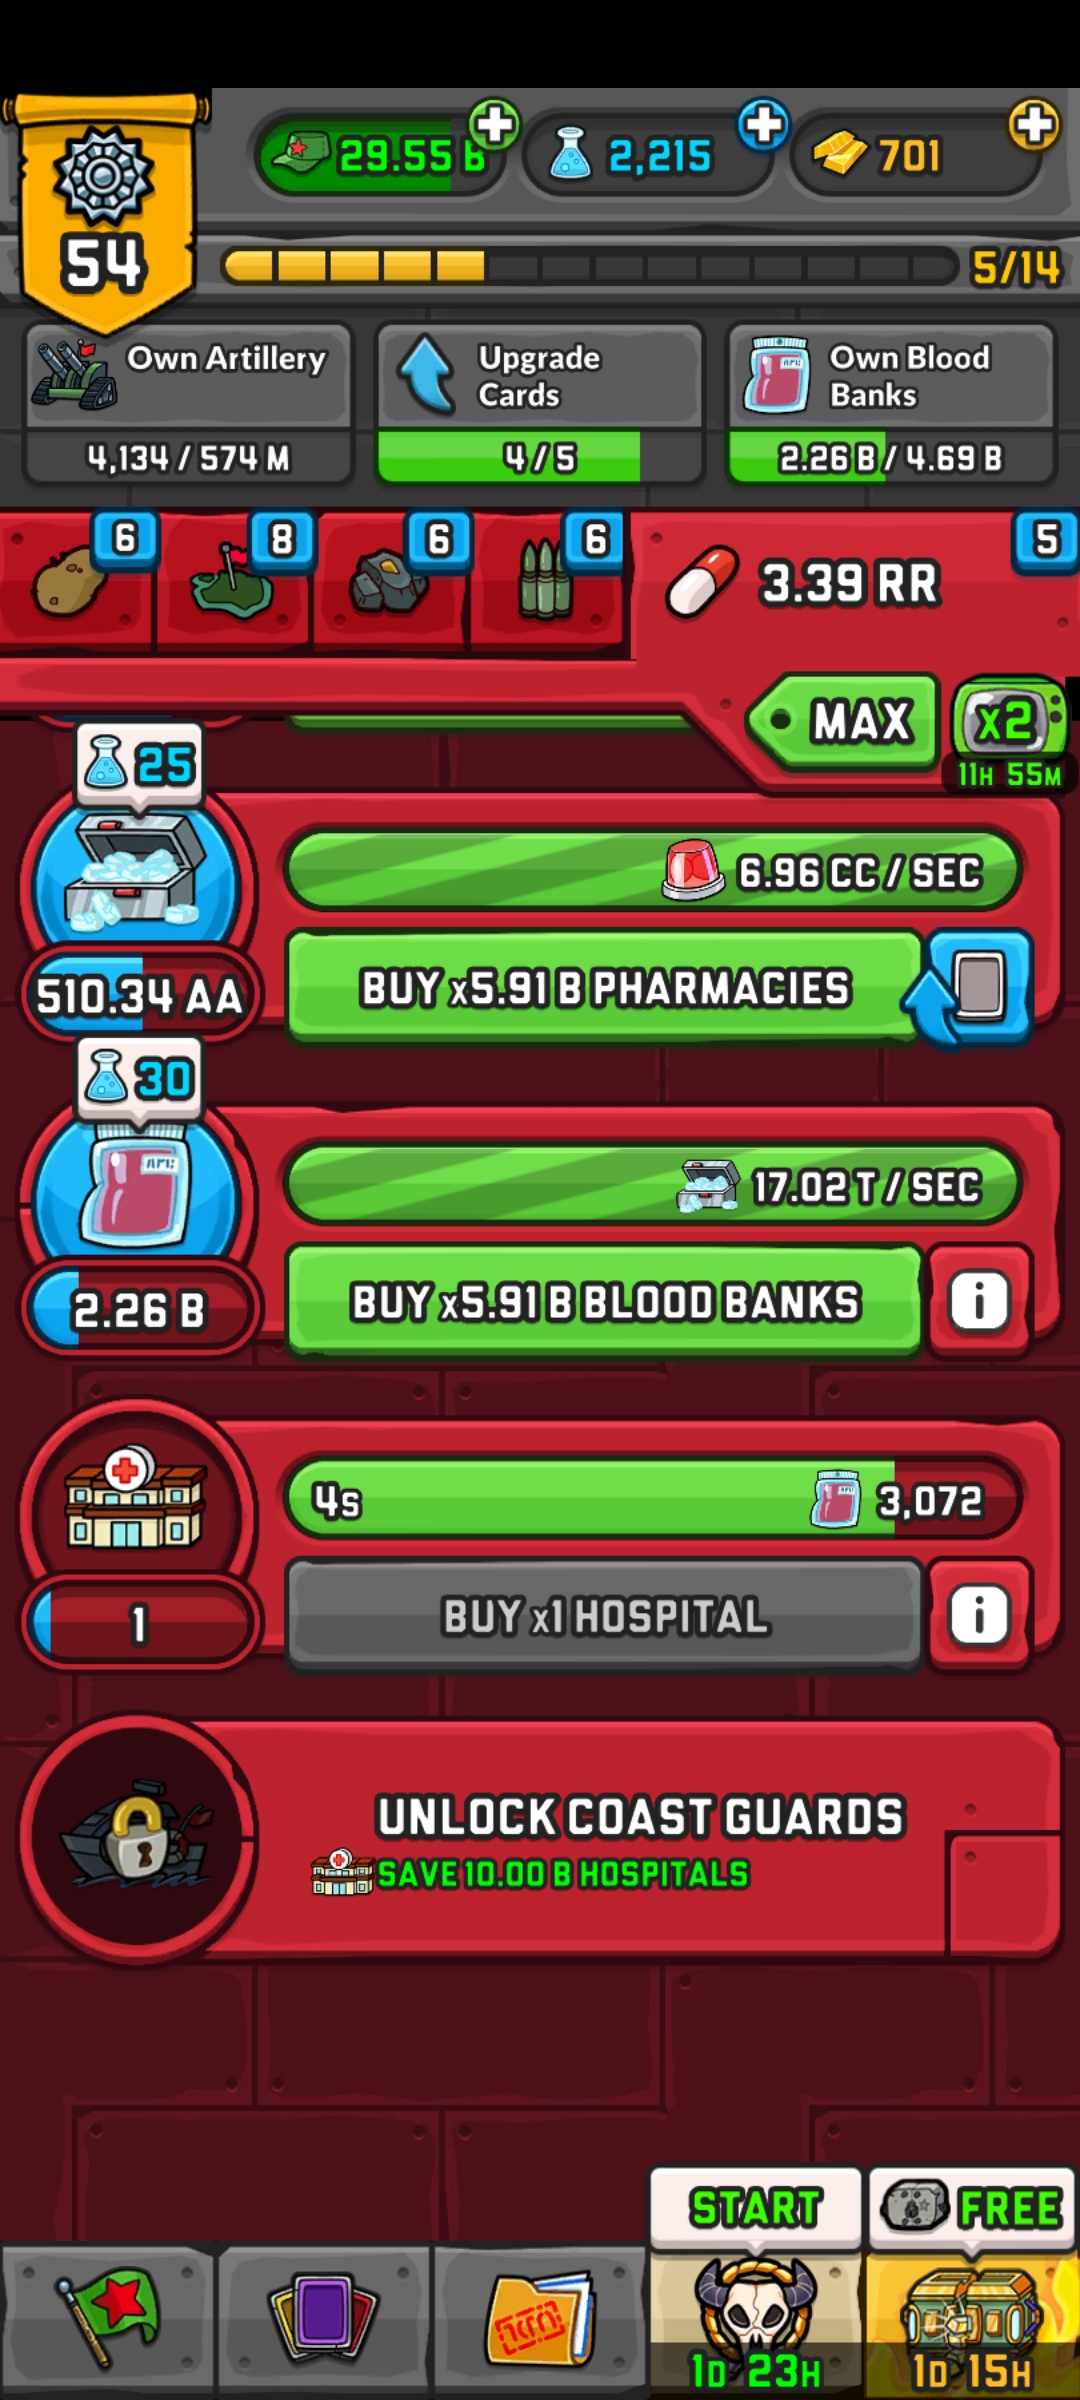 29.55 B
2,215
701
54
5/14
Own Artillery
4,134 / 574 M
Upgrade
Cards
4 / 5
Own Blood
Banks
2.26 B / 4.69 B
6
8
6
6
3.39 RR
5
MAX
x2
11H 55M
25
6.96 CC / SEC
510.34 AA
BUY x5.91 B PHARMACIES
30
17.02 T / SEC
2.26 B
BUY x5.91 B BLOOD BANKS
i
4s
3,072
1
BUY x1 HOSPITAL
i
UNLOCK COAST GUARDS
SAVE 10.00 B HOSPITALS
START
FREE
1D 23H
1D 15H